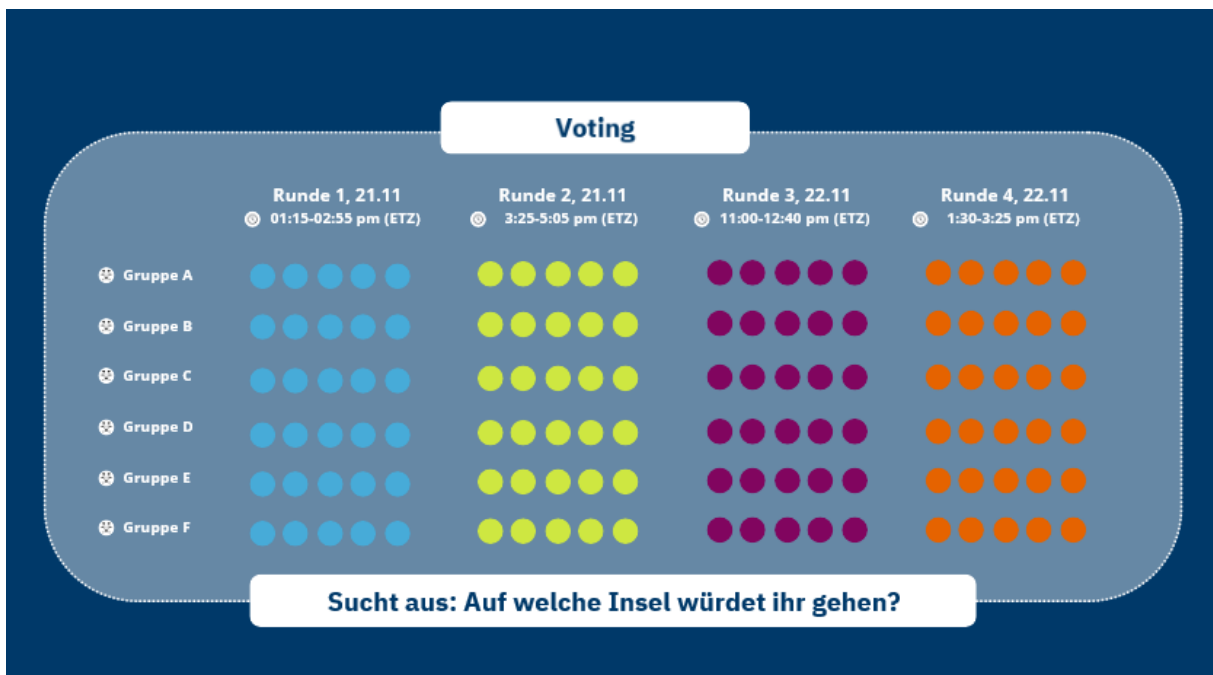 Voting
Runde 1, 21.11
01:15-02:55 pm (ETZ)
Runde 2, 21.11
3:25-5:05 pm (ETZ)
Runde 3, 22.11
11:00-12:40 pm (ETZ)
Runde 4, 22.11
1:30-3:25 pm (ETZ)
Gruppe A
Gruppe B
Gruppe C
Gruppe D
Gruppe E
Gruppe F
Sucht aus: Auf welche Insel würdet ihr gehen?